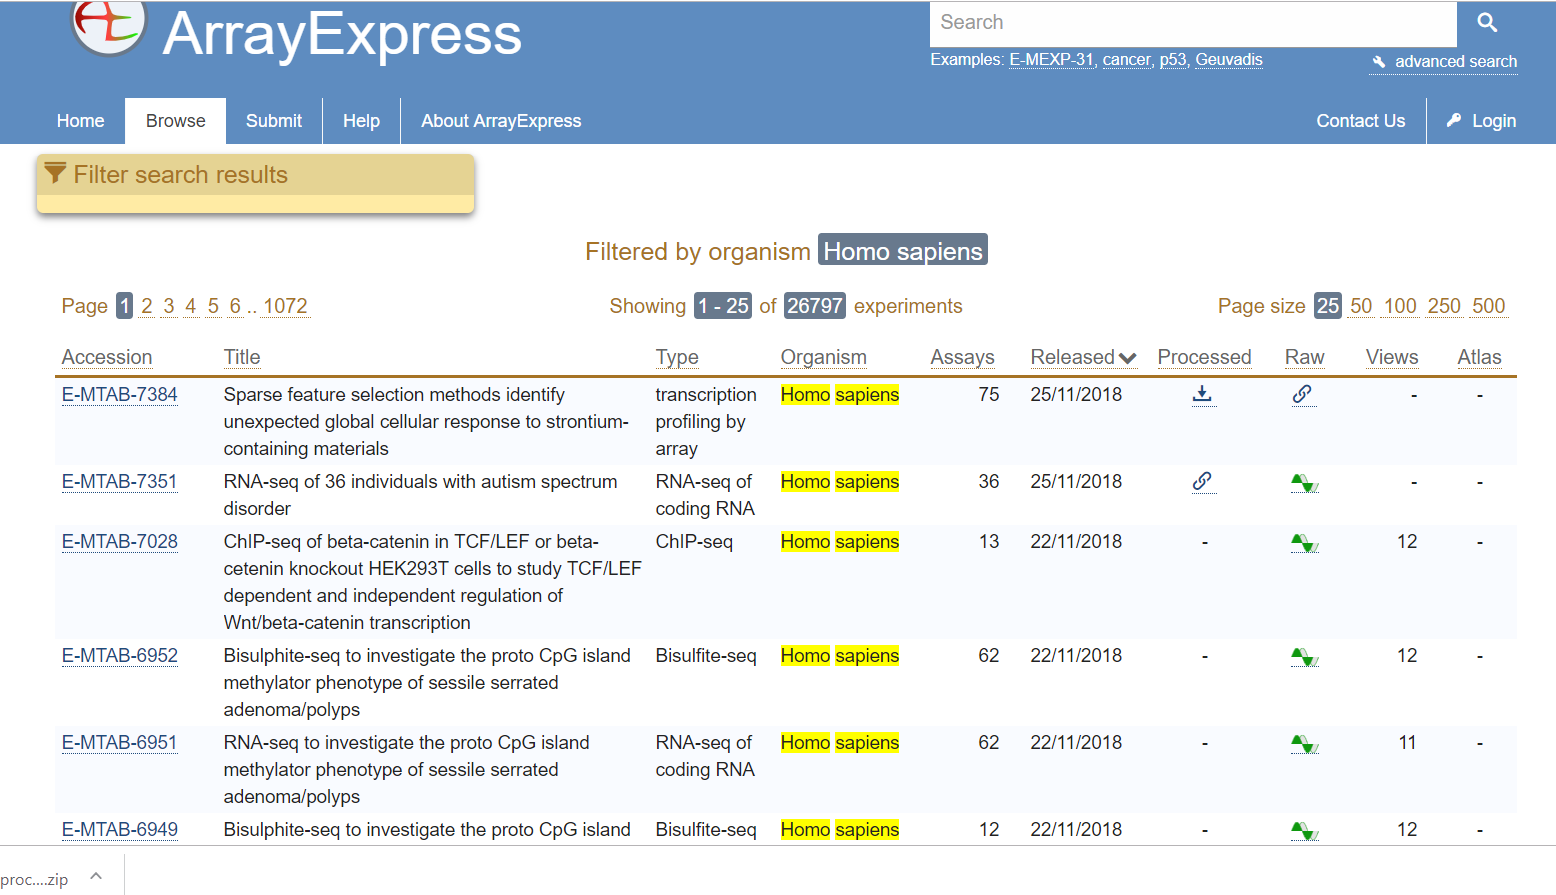 ArrayExpress
Search
Examples: E-MEXP-31, cancer, p53, Geuvadis
advanced search
Home Browse Submit Help About ArrayExpress Contact Us Login
Filter search results
Filtered by organism Homo sapiens
Page 1 2 3 4 5 6 .. 1072 Showing 1 - 25 of 26797 experiments Page size 25 50 100 250 500
Accession Title Type Organism Assays Released Processed Raw Views Atlas
E-MTAB-7384 Sparse feature selection methods identify transcription Homo sapiens 75 25/11/2018 - -
unexpected global cellular response to strontium- profiling by
containing materials array
E-MTAB-7351 RNA-seq of 36 individuals with autism spectrum RNA-seq of Homo sapiens 36 25/11/2018 - -
disorder coding RNA
E-MTAB-7028 ChIP-seq of beta-catenin in TCF/LEF or beta- ChIP-seq Homo sapiens 13 22/11/2018 - 12 -
cetenin knockout HEK293T cells to study TCF/LEF
dependent and independent regulation of
Wnt/beta-catenin transcription
E-MTAB-6952 Bisulphite-seq to investigate the proto CpG island Bisulfite-seq Homo sapiens 62 22/11/2018 - 12 -
methylator phenotype of sessile serrated
adenoma/polyps
E-MTAB-6951 RNA-seq to investigate the proto CpG island RNA-seq of Homo sapiens 62 22/11/2018 - 11 -
methylator phenotype of sessile serrated coding RNA
adenoma/polyps
E-MTAB-6949 Bisulphite-seq to investigate the proto CpG island Bisulfite-seq Homo sapiens 12 22/11/2018 - 12 -
proc....zip